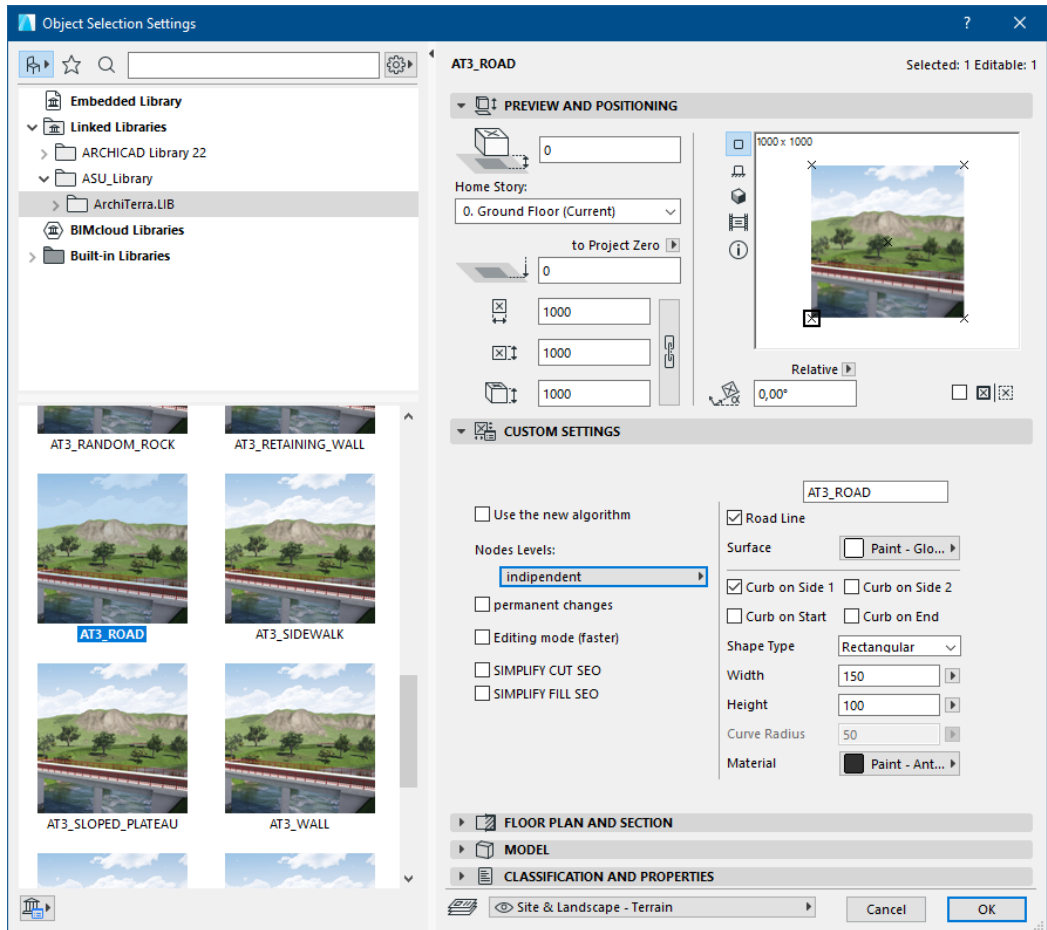 Object Selection Settings
?
Embedded Library
Linked Libraries
ARCHICAD Library 22
ASU_Library
ArchiTerra.LIB
BIMcloud Libraries
Built-in Libraries
AT3_RANDOM_ROCK
AT3_RETAINING_WALL
AT3_ROAD
AT3_SIDEWALK
AT3_SLOPED_PLATEAU
AT3_WALL
AT3_ROAD
Selected: 1 Editable: 1
PREVIEW AND POSITIONING
0
Home Story:
0. Ground Floor (Current)
to Project Zero
0
1000
1000
1000
1000 x 1000
Relative
α
0,00°
CUSTOM SETTINGS
Use the new algorithm
Nodes Levels:
indipendent
permanent changes
Editing mode (faster)
SIMPLIFY CUT SEO
SIMPLIFY FILL SEO
AT3_ROAD
Road Line
Surface
Paint - Glo...
Curb on Side 1
Curb on Side 2
Curb on Start
Curb on End
Shape Type
Rectangular
Width
150
Height
100
Curve Radius
50
Material
Paint - Ant...
FLOOR PLAN AND SECTION
MODEL
CLASSIFICATION AND PROPERTIES
Site & Landscape - Terrain
Cancel
OK